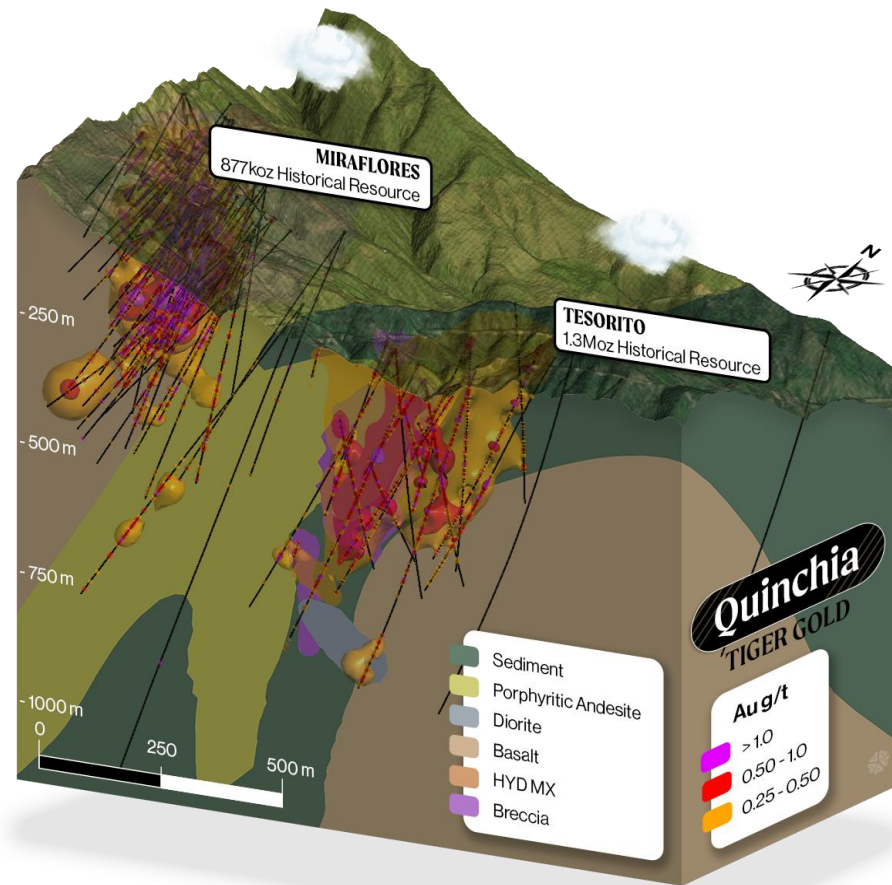 MIRAFLORES
877koz Historical Resource
N
TESORITO
1.3Moz Historical Resource
- 250 m
- 500 m
- 750 m
- 1000 m
0
250
500 m
Quinchia
TIGER GOLD
Sediment
Porphyritic Andesite
Diorite
Basalt
HYD MX
Breccia
Au g/t
> 1.0
0.50 - 1.0
0.25 - 0.50